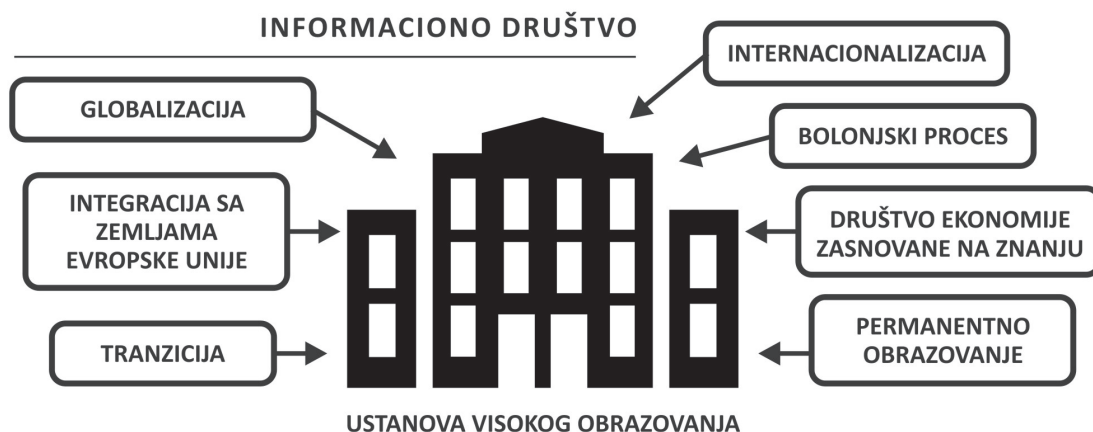 INFORMACIONO DRUŠTVO
INTERNACIONALIZACIJA
GLOBALIZACIJA
BOLONJSKI PROCES
INTEGRACIJA SA
ZEMLJAMA
EVROPSKE UNIJE
DRUŠTVO EKONOMIJE
ZASNOVANE NA ZNANJU
TRANZICIJA
PERMANENTNO
OBRAZOVANJE
USTANOVA VISOKOG OBRAZOVANJA